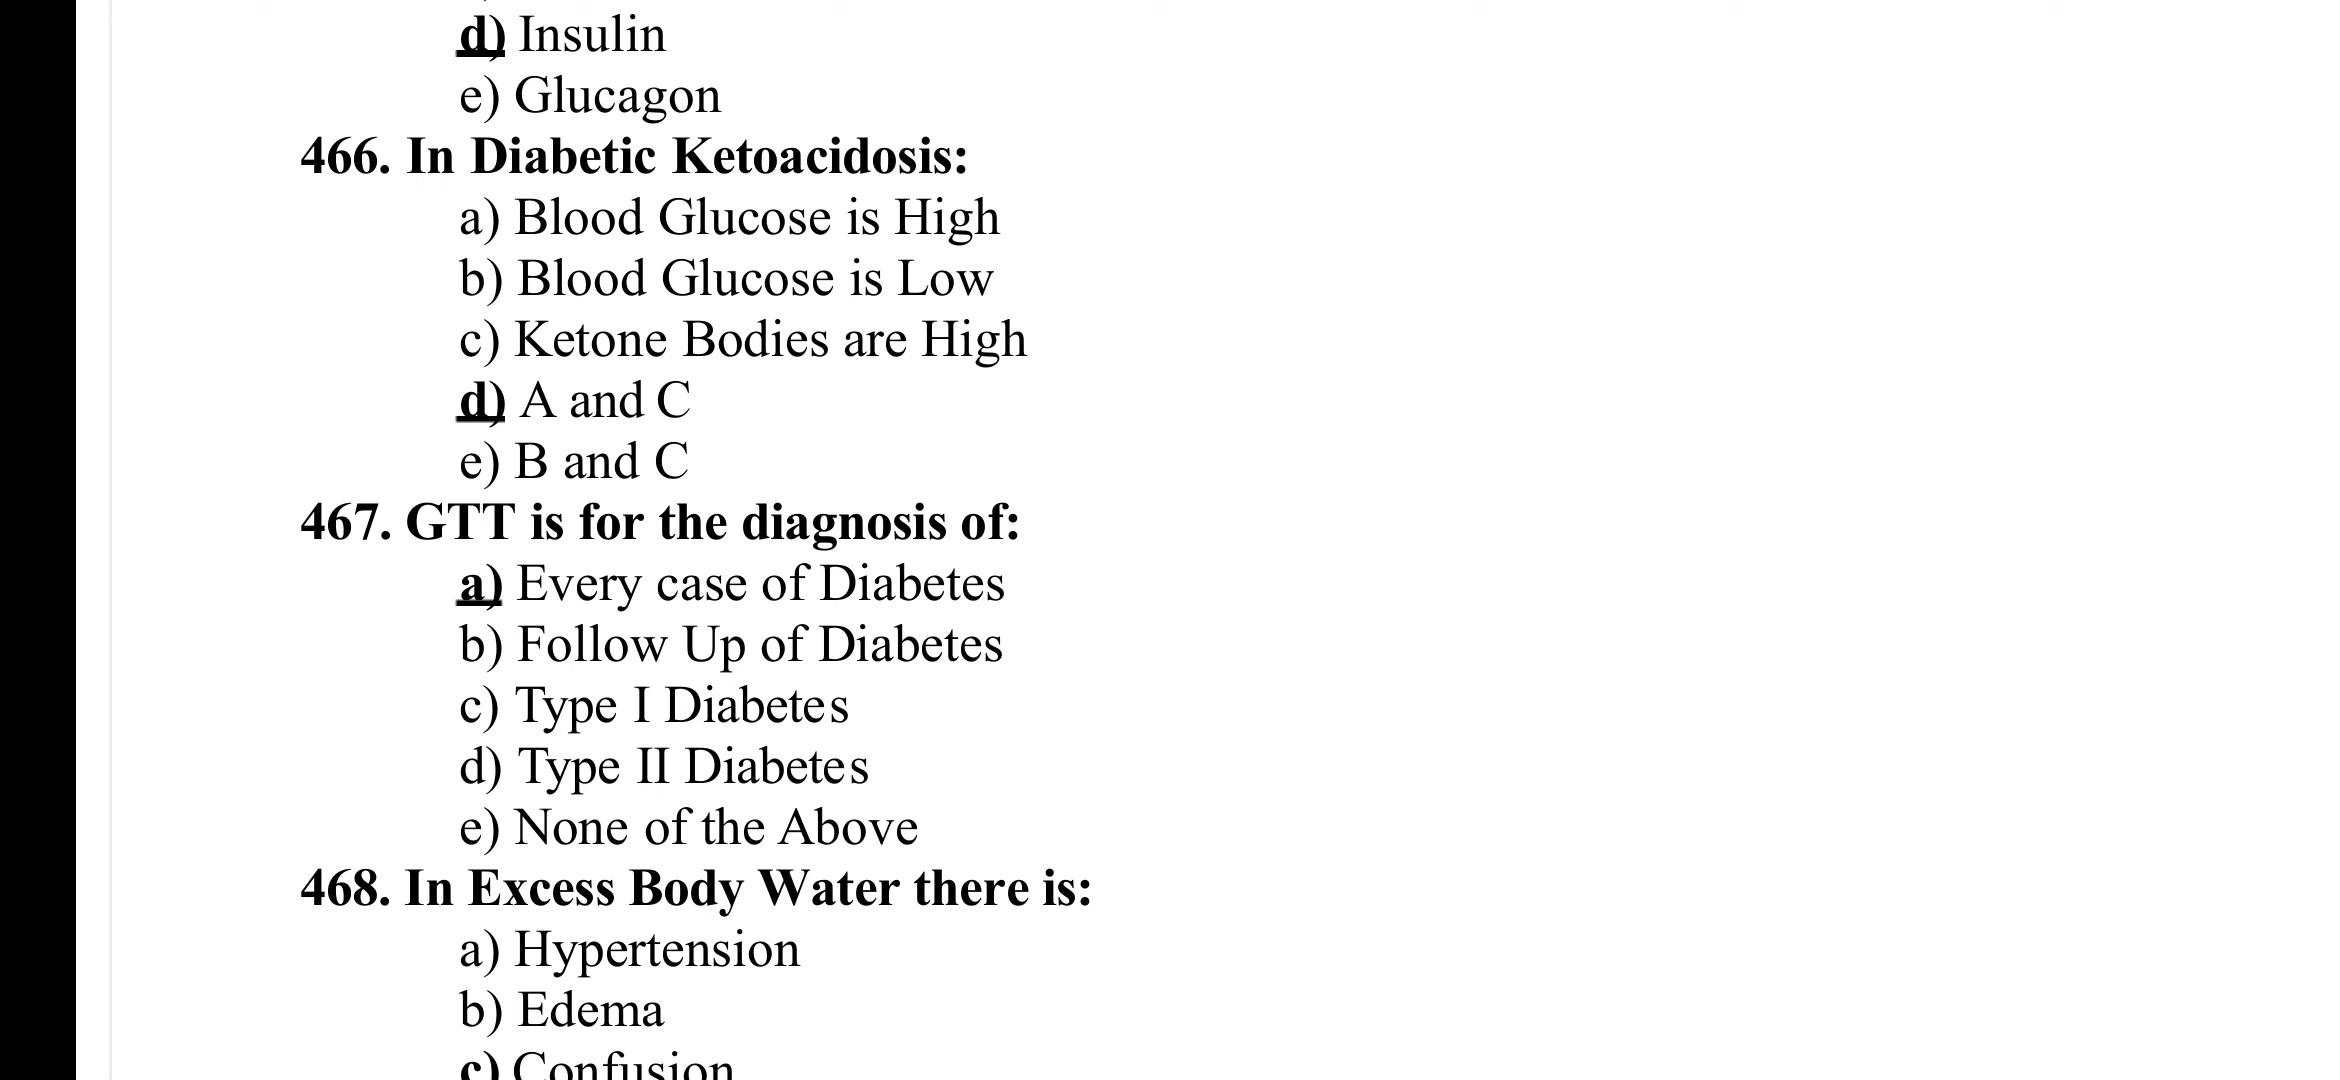 d) Insulin
e) Glucagon
466. In Diabetic Ketoacidosis:
a) Blood Glucose is High
b) Blood Glucose is Low
c) Ketone Bodies are High
d) A and C
e) B and C
467. GTT is for the diagnosis of:
a) Every case of Diabetes
b) Follow Up of Diabetes
c) Type I Diabetes
d) Type II Diabetes
e) None of the Above
468. In Excess Body Water there is:
a) Hypertension
b) Edema
c) Confusion